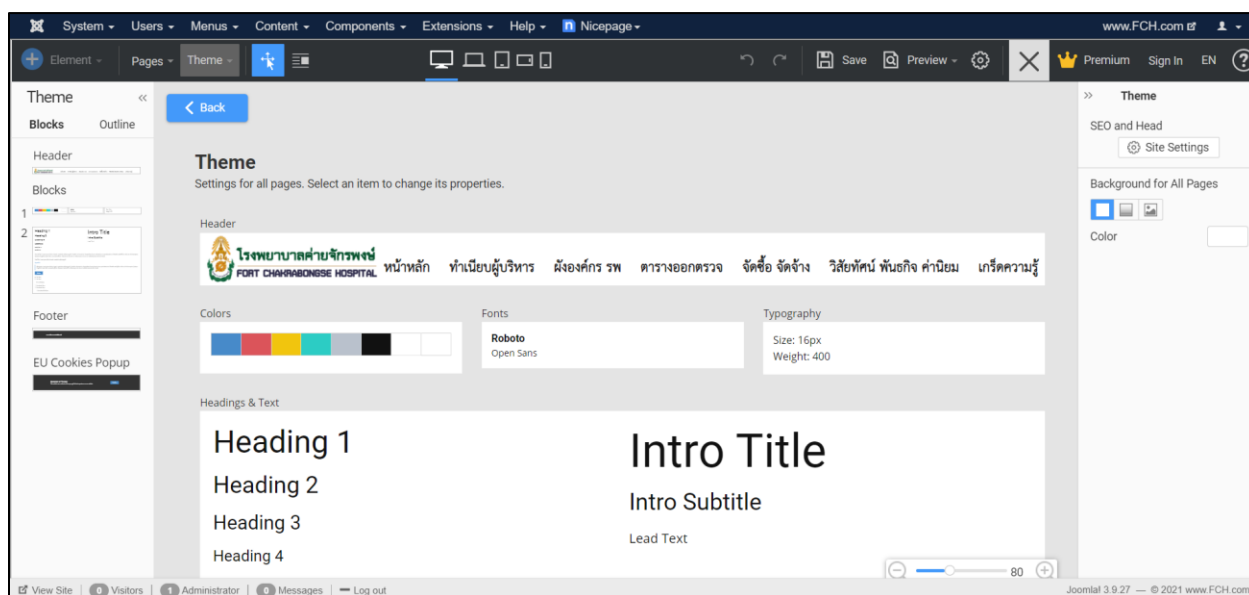 System Users Menus Content Components Extensions Help Nicepage www.FCH.com
Element Pages Theme Save Preview Premium Sign In EN ?
Theme
Blocks Outline
Header
Blocks
1
2
Footer
EU Cookies Popup
Back
Theme
Settings for all pages. Select an item to change its properties.
Header
โรงพยาบาลค่ายจักรพงษ์
FORT CHAKRABONGSE HOSPITAL
หน้าหลัก ทำเนียบผู้บริหาร ผังองค์กร รพ ตารางออกตรวจ จัดซื้อ จัดจ้าง วิสัยทัศน์ พันธกิจ ค่านิยม เกร็ดความรู้
Colors
Fonts
Roboto
Open Sans
Typography
Size: 16px
Weight: 400
Headings & Text
Heading 1
Heading 2
Heading 3
Heading 4
Intro Title
Intro Subtitle
Lead Text
80
Theme
SEO and Head
Site Settings
Background for All Pages
Color
View Site 0 Visitors 1 Administrator 0 Messages Log out
Joomla! 3.9.27 — © 2021 www.FCH.com